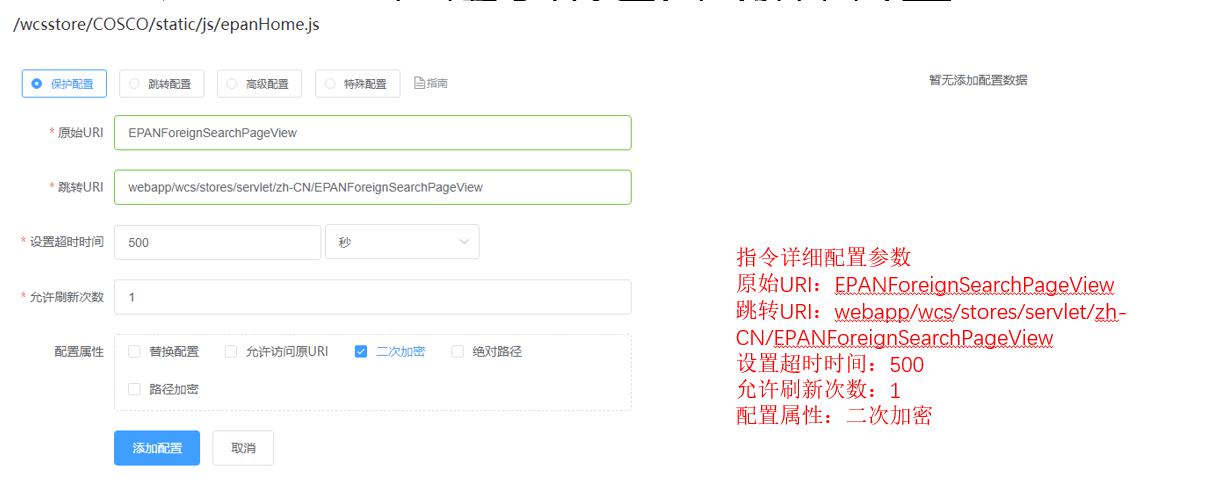 /wcsstore/COSCO/static/js/epanHome.js
保护配置 跳转配置 高级配置 特殊配置 指南
暂无添加配置数据
* 原始URI EPANForeignSearchPageView
* 跳转URI webapp/wcs/stores/servlet/zh-CN/EPANForeignSearchPageView
* 设置超时时间 500 秒
* 允许刷新次数 1
配置属性 替换配置 允许访问原URI 二次加密 绝对路径
路径加密
添加配置 取消
指令详细配置参数
原始URI：EPANForeignSearchPageView
跳转URI：webapp/wcs/stores/servlet/zh-
CN/EPANForeignSearchPageView
设置超时时间：500
允许刷新次数：1
配置属性：二次加密